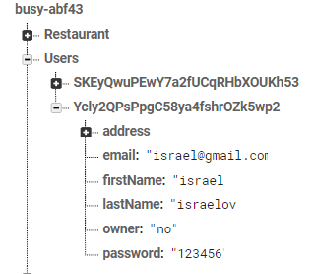 busy-abf43
Restaurant
Users
SKEyQwuPEwY7a2fUCqRHbXOUKh53
Ycly2QPsPpgC58ya4fshrOZk5wp2
address
email: "israel@gmail.com
firstName: "israel
lastName: "israelov
owner: "no"
password: "123456'